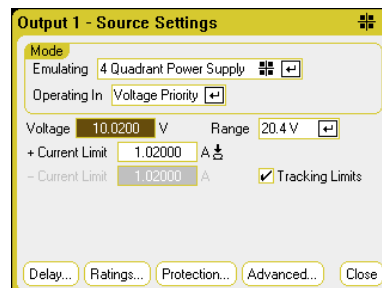 Output 1 - Source Settings
Mode
Emulating 4 Quadrant Power Supply
Operating In Voltage Priority
Voltage 10.0200 V Range 20.4 V
+ Current Limit 1.02000 A
- Current Limit 1.02000 A Tracking Limits
Delay... Ratings... Protection... Advanced... Close